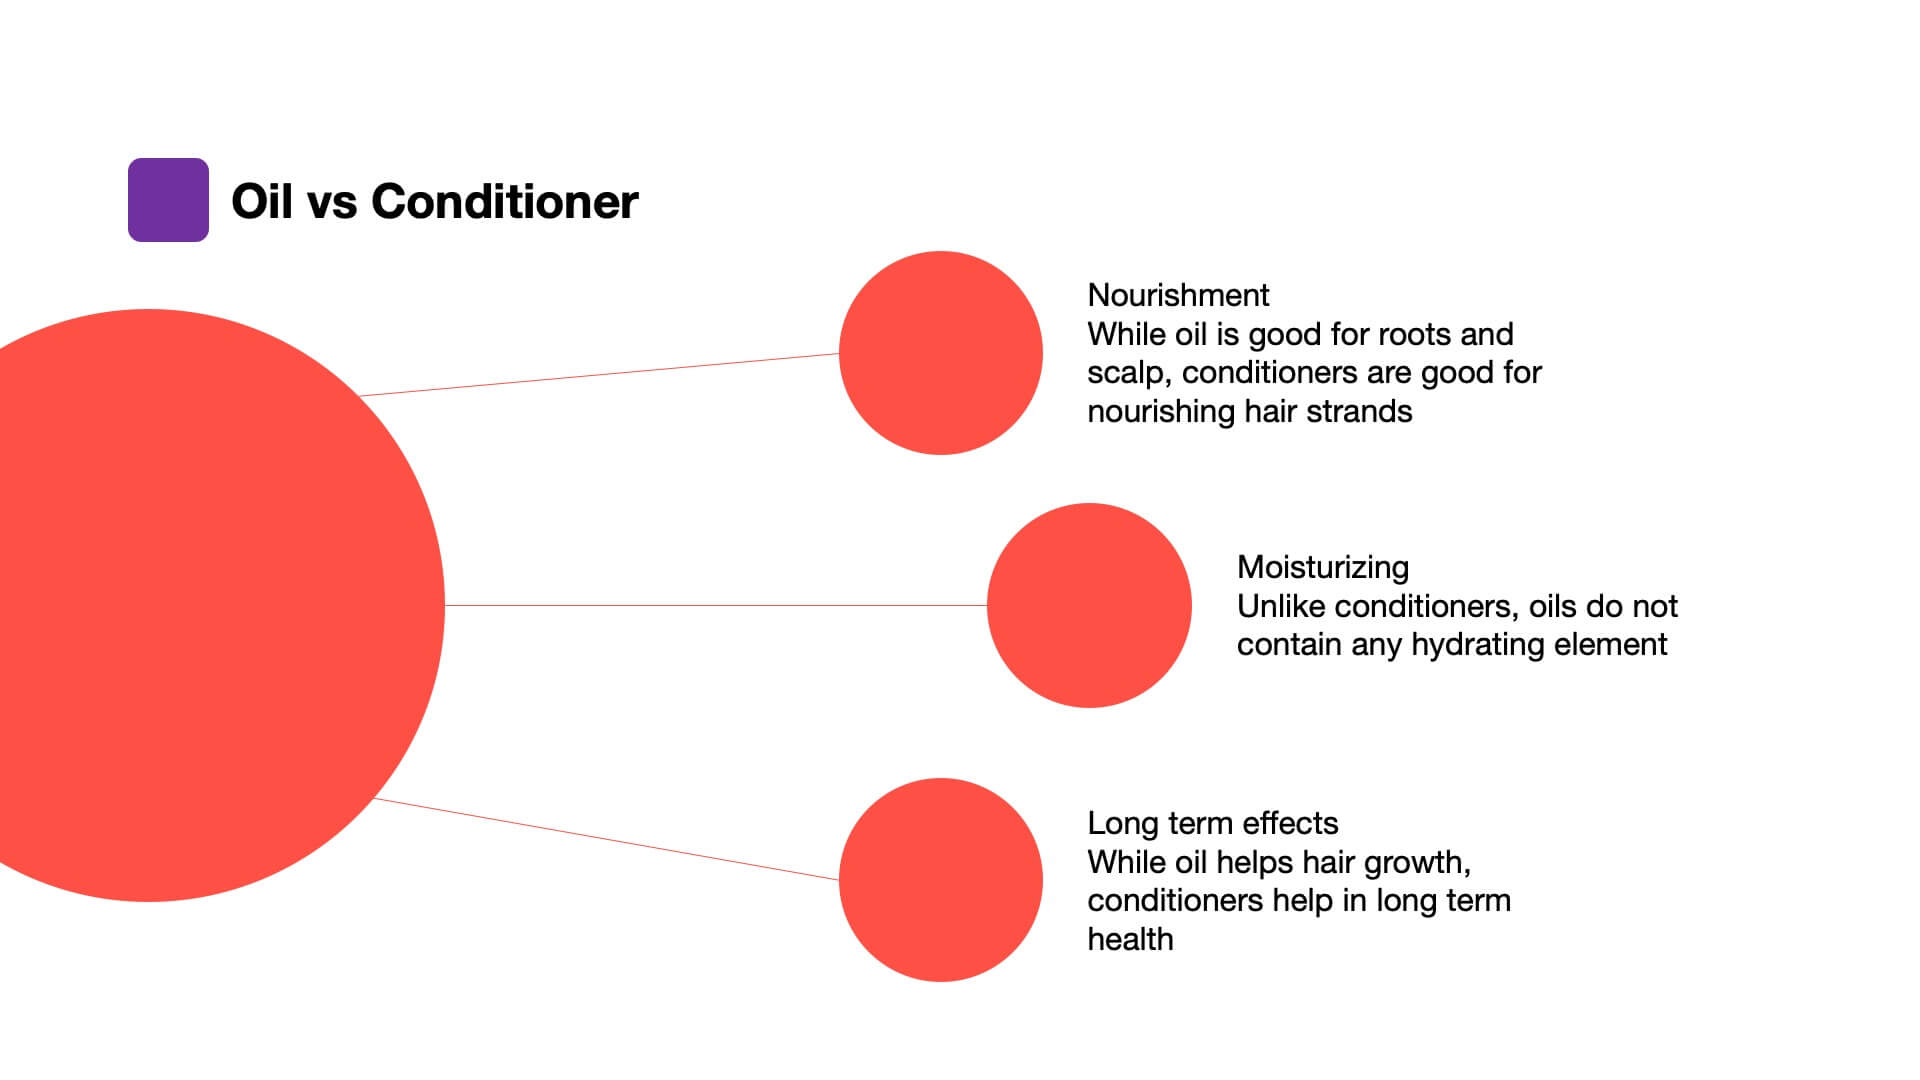 Oil vs Conditioner
Nourishment
While oil is good for roots and
scalp, conditioners are good for
nourishing hair strands
Moisturizing
Unlike conditioners, oils do not
contain any hydrating element
Long term effects
While oil helps hair growth,
conditioners help in long term
health